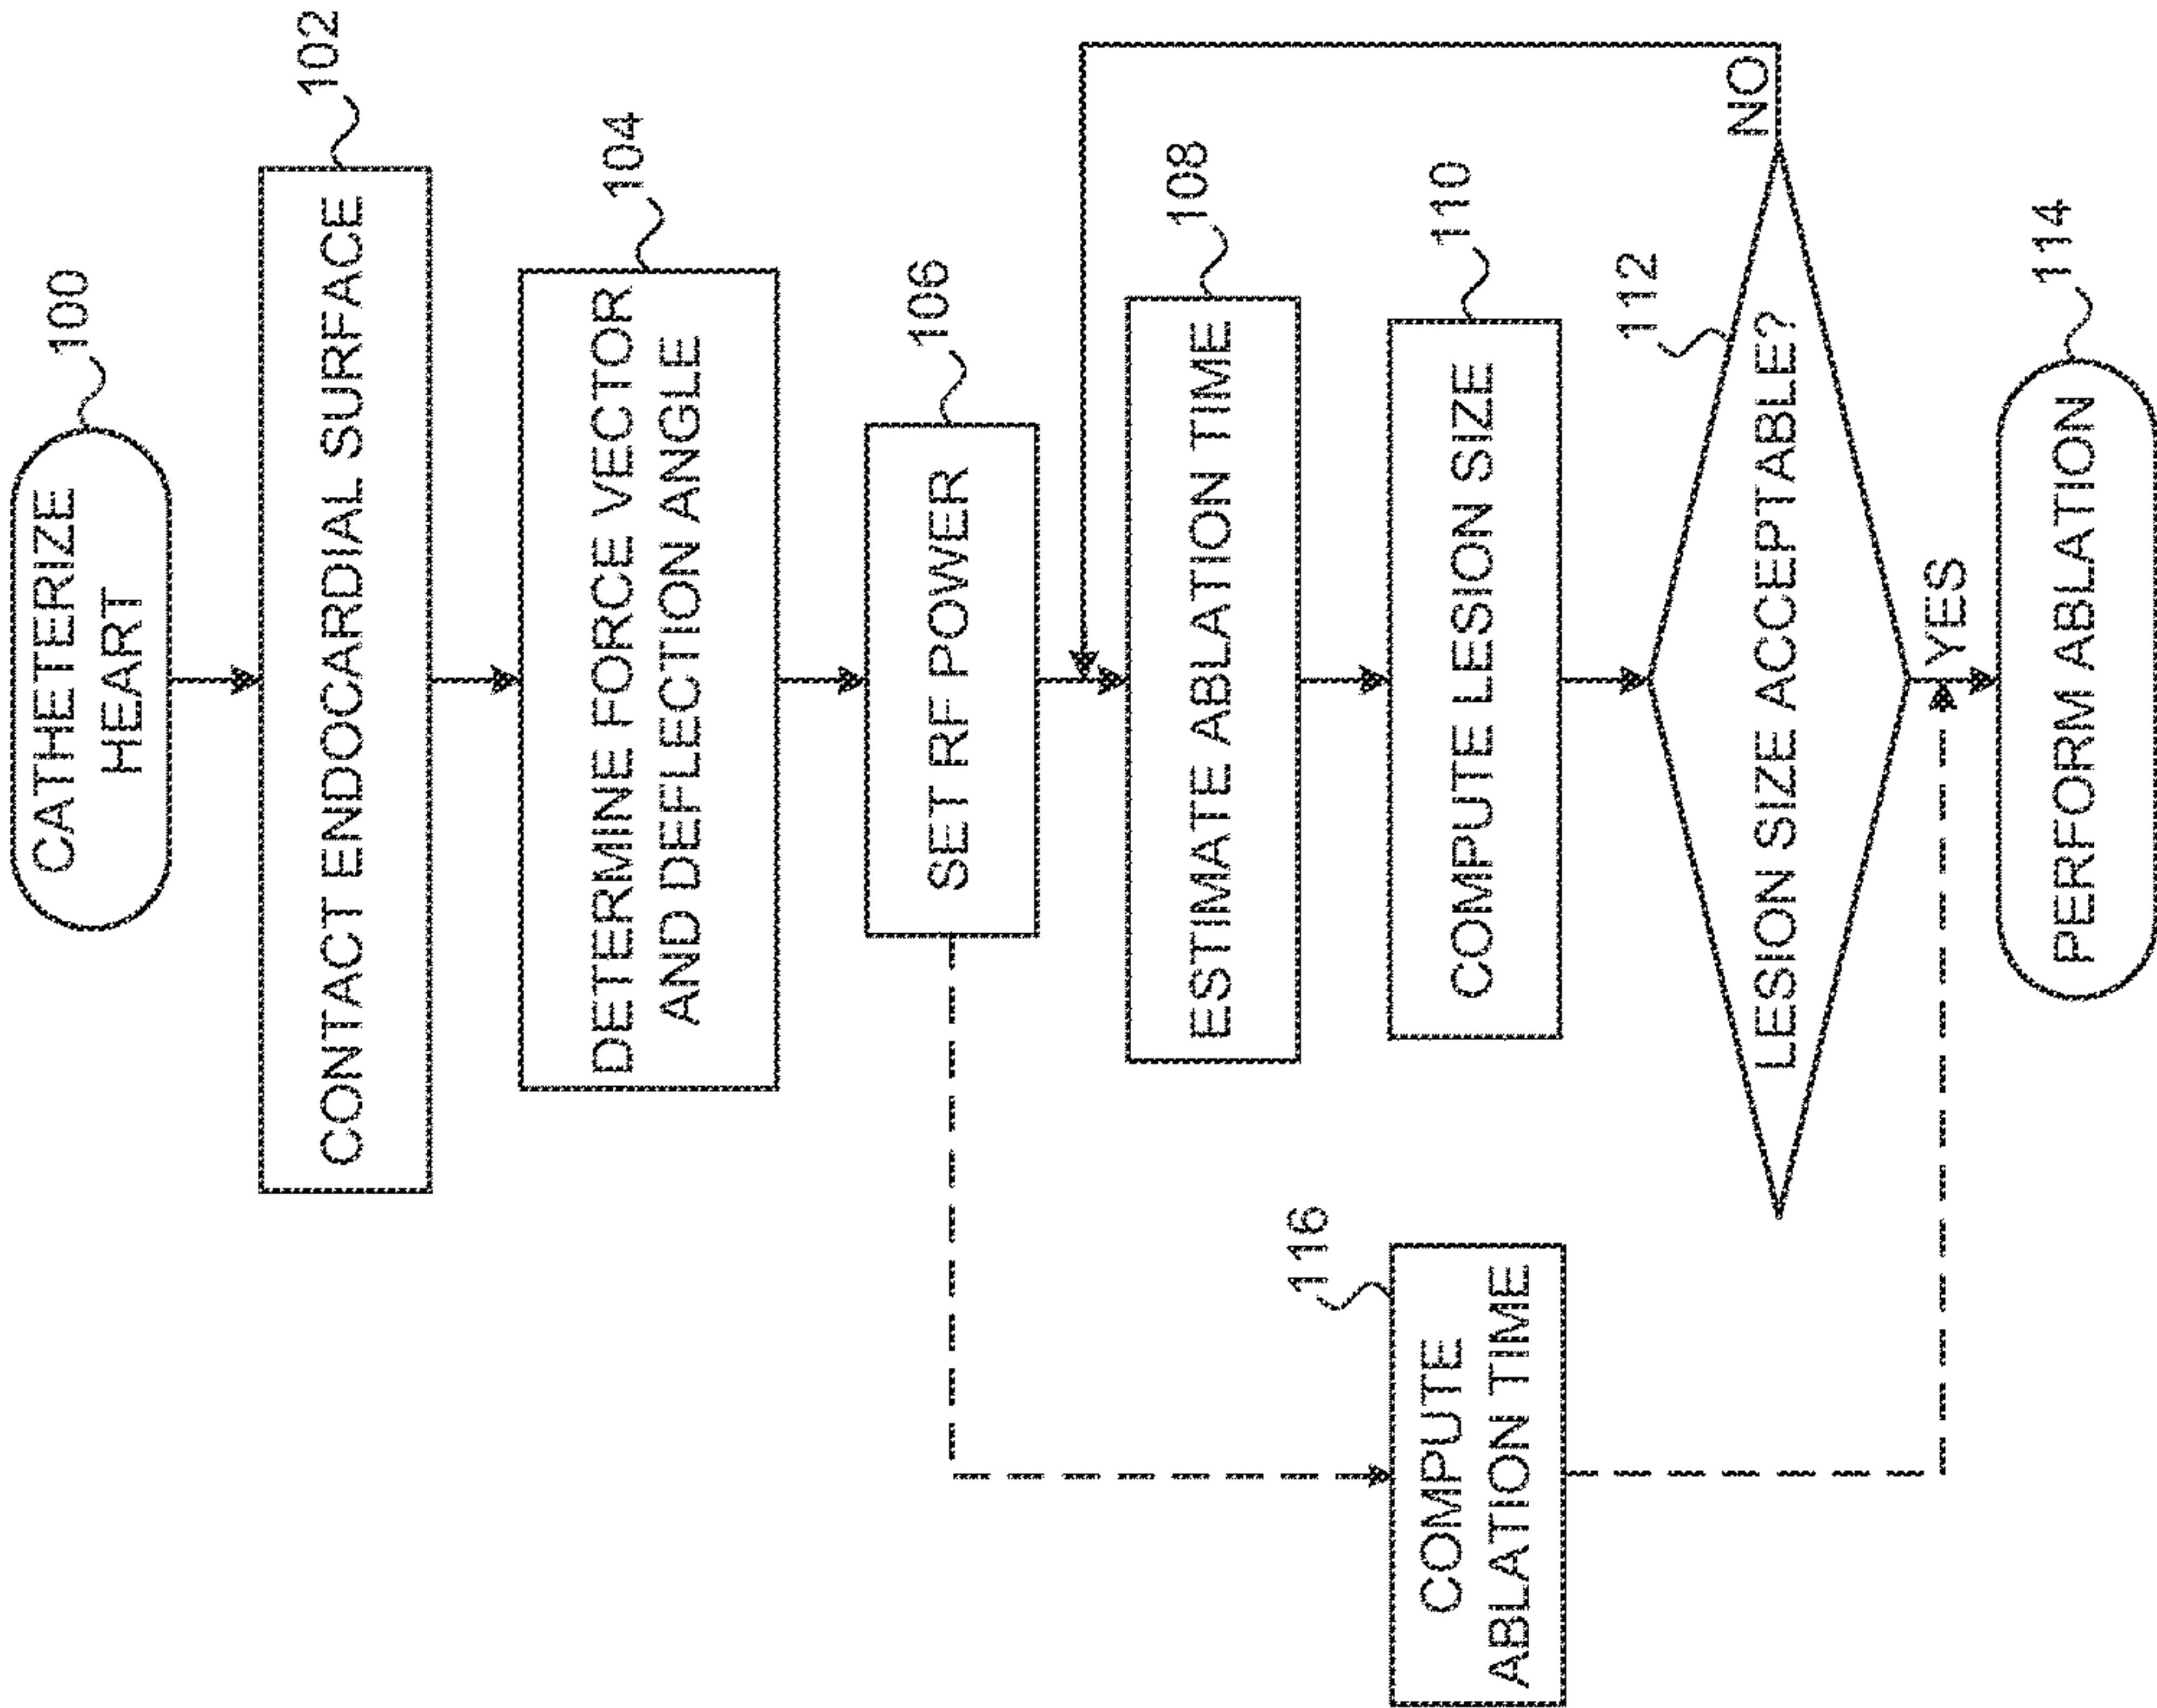 CATHETERIZE
HEART
100
CONTACT ENDOCARDIAL SURFACE
102
DETERMINE FORCE VECTOR
AND DEFLECTION ANGLE
104
SET RF POWER
106
ESTIMATE ABLATION TIME
108
COMPUTE LESION SIZE
110
COMPUTE
ABLATION TIME
116
LESION SIZE ACCEPTABLE?
112
NO
YES
PERFORM ABLATION
114